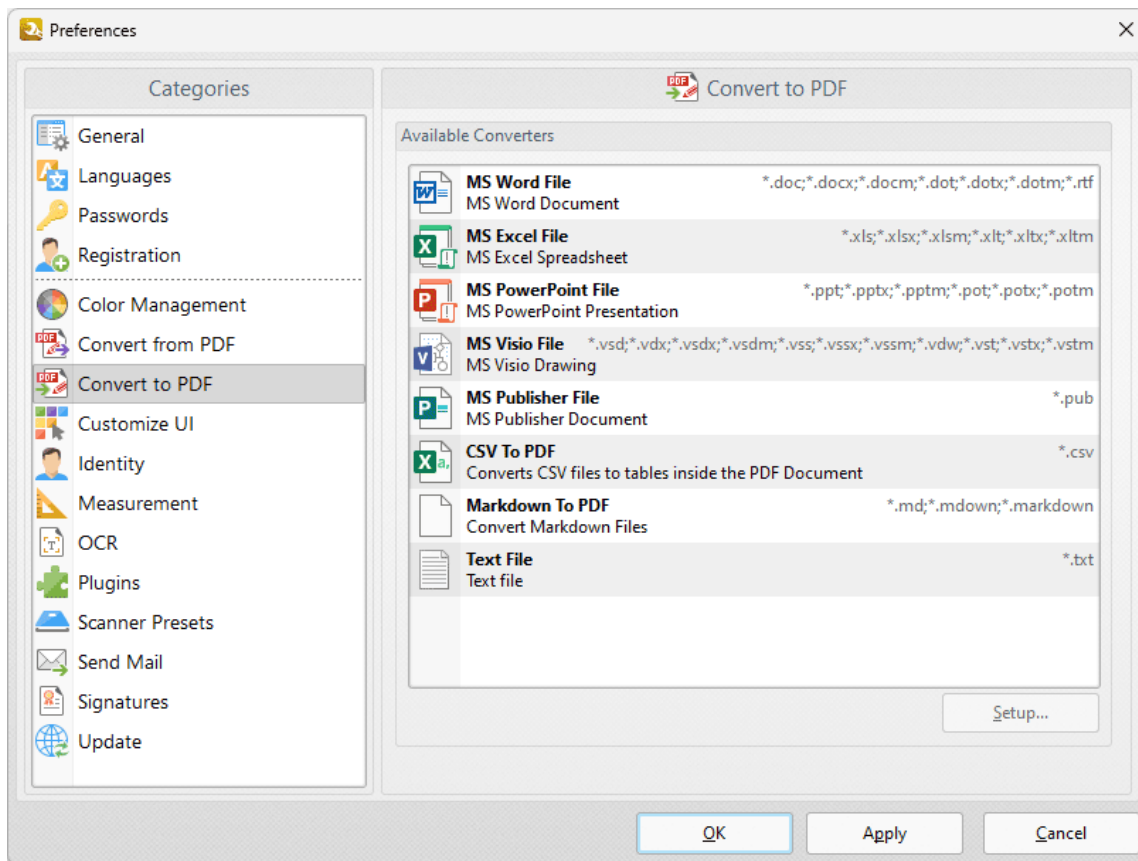 Preferences
Categories
General
Languages
Passwords
Registration
Color Management
Convert from PDF
Convert to PDF
Customize UI
Identity
Measurement
OCR
Plugins
Scanner Presets
Send Mail
Signatures
Update
Convert to PDF
Available Converters
MS Word File *.doc;*.docx;*.docm;*.dot;*.dotx;*.dotm;*.rtf
MS Word Document
MS Excel File *.xls;*.xlsx;*.xlsm;*.xlt;*.xltx;*.xltm
MS Excel Spreadsheet
MS PowerPoint File *.ppt;*.pptx;*.pptm;*.pot;*.potx;*.potm
MS PowerPoint Presentation
MS Visio File *.vsd;*.vdx;*.vsdx;*.vsdm;*.vss;*.vssx;*.vssm;*.vdw;*.vst;*.vstx;*.vstm
MS Visio Drawing
MS Publisher File *.pub
MS Publisher Document
CSV To PDF *.csv
Converts CSV files to tables inside the PDF Document
Markdown To PDF *.md;*.mdown;*.markdown
Convert Markdown Files
Text File *.txt
Text file
Setup...
OK Apply Cancel